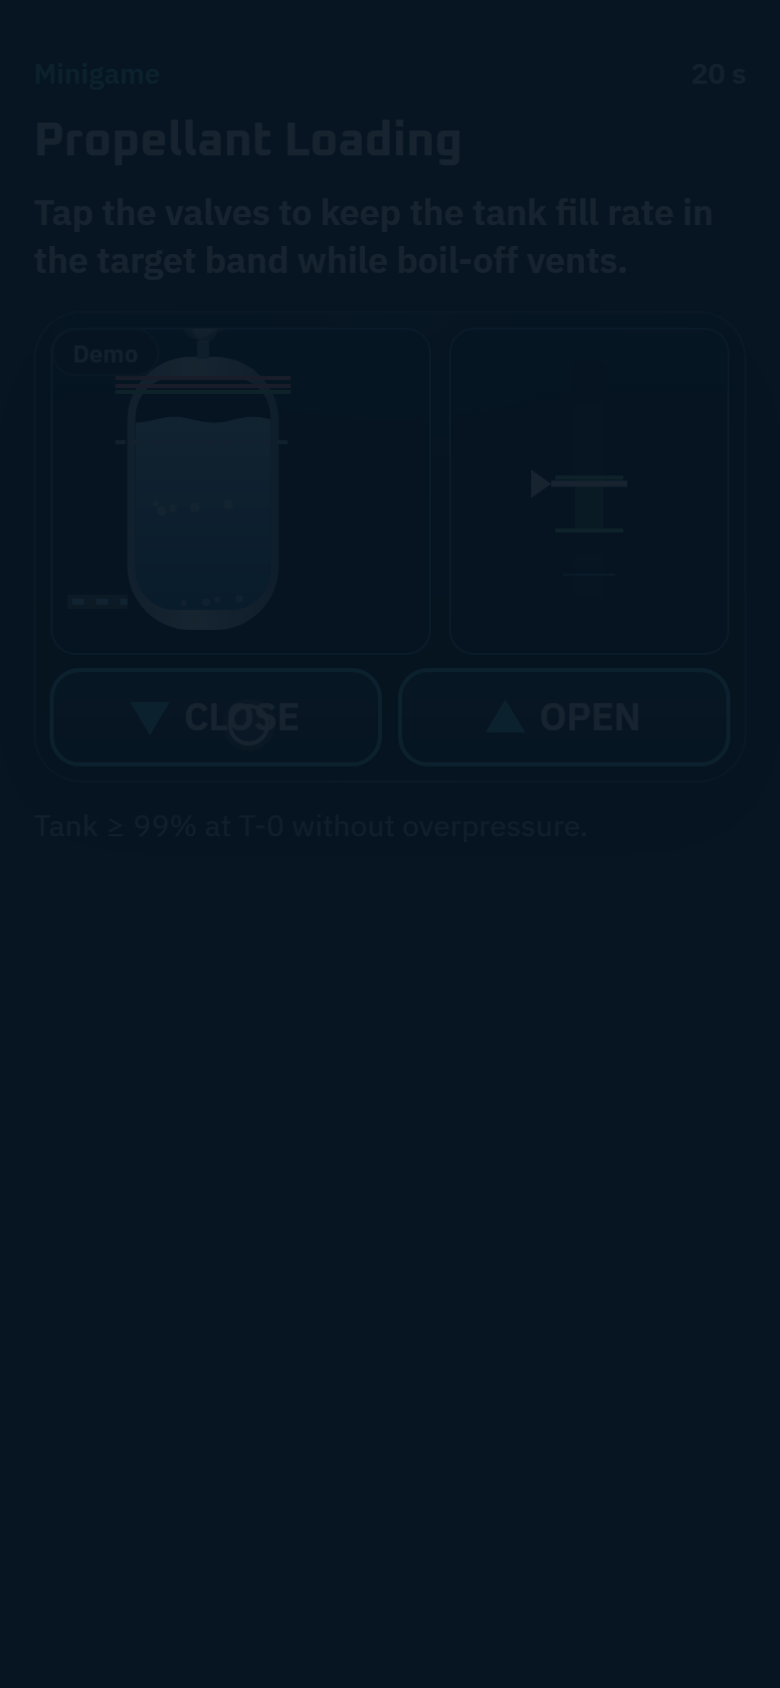 Minigame
20 s
Propellant Loading
Tap the valves to keep the tank fill rate in
the target band while boil-off vents.
Demo
CLOSE
OPEN
Tank ≥ 99% at T-0 without overpressure.